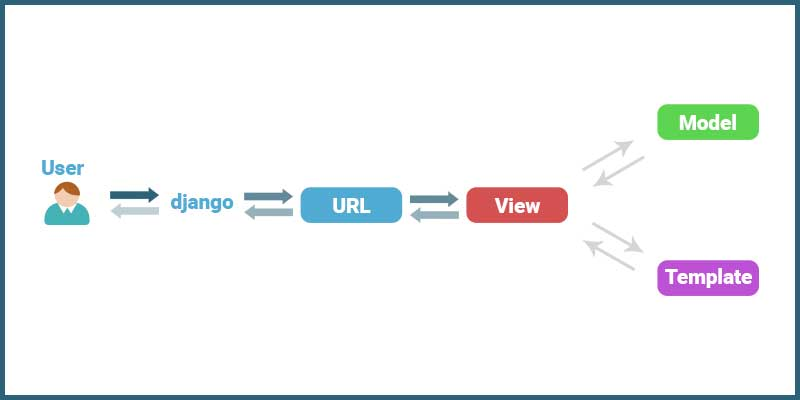 User
django
URL
View
Model
Template